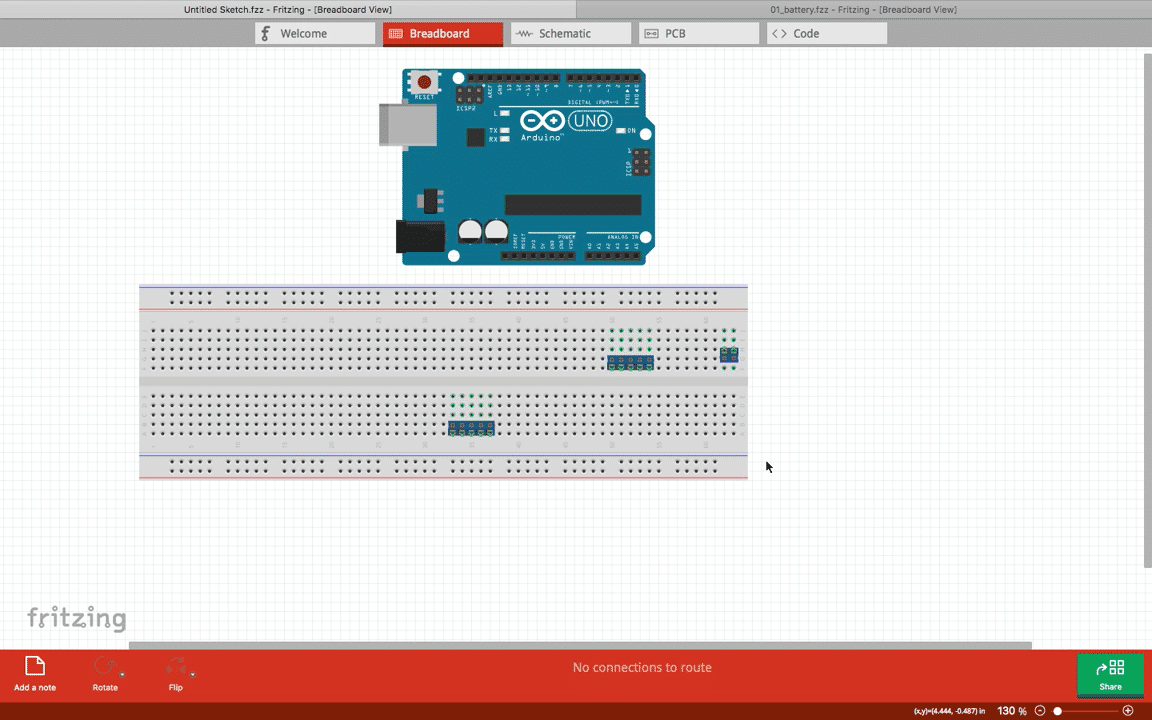 Untitled Sketch.fzz - Fritzing - [Breadboard View]
01_battery.fzz - Fritzing - [Breadboard View]
Welcome
Breadboard
Schematic
PCB
Code
RESET
ICSP2
AREF
GND
DIGITAL (PWM=~)
L
TX
RX
UNO
ON
Arduino
ICSP
POWER
ANALOG IN
fritzing
No connections to route
Add a note
Rotate
Flip
Share
(x,y)=(4.444, -0.487) in
130 %